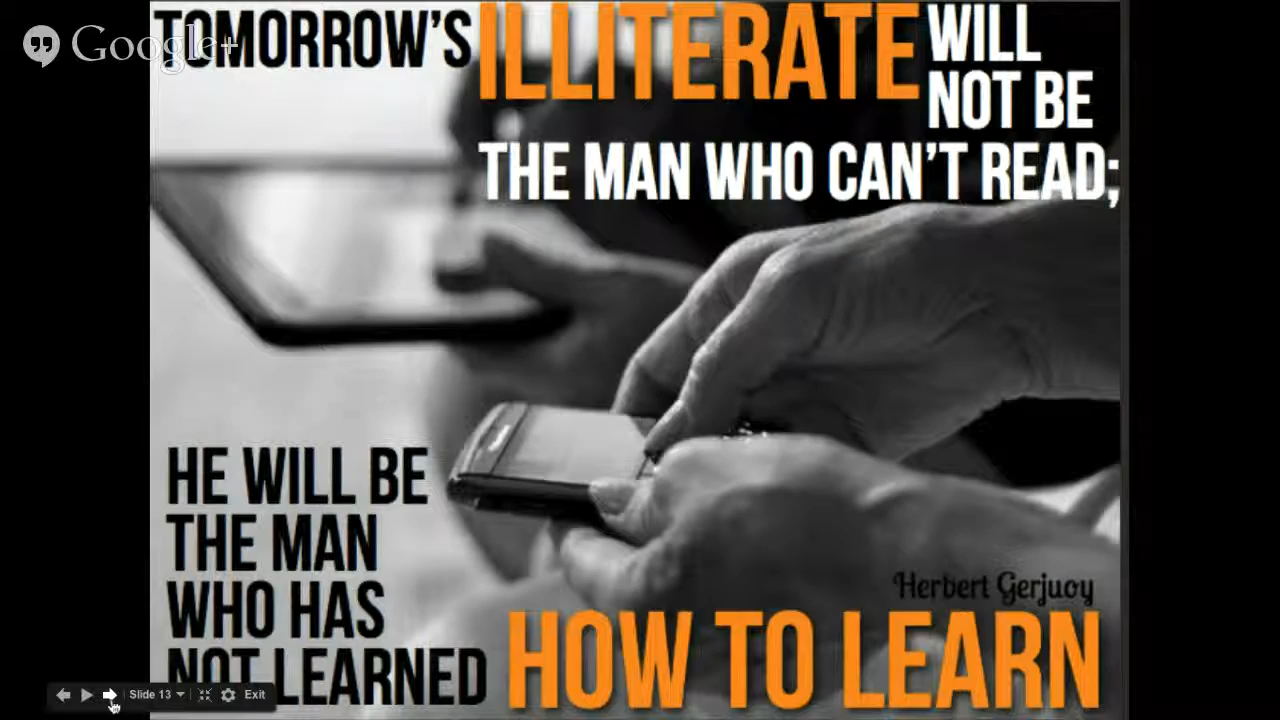 Google+
TOMORROW'S ILLITERATE WILL
NOT BE
THE MAN WHO CAN'T READ;
HE WILL BE
THE MAN
WHO HAS
NOT LEARNED
Herbert Gerjuoy
HOW TO LEARN
Slide 13
Exit